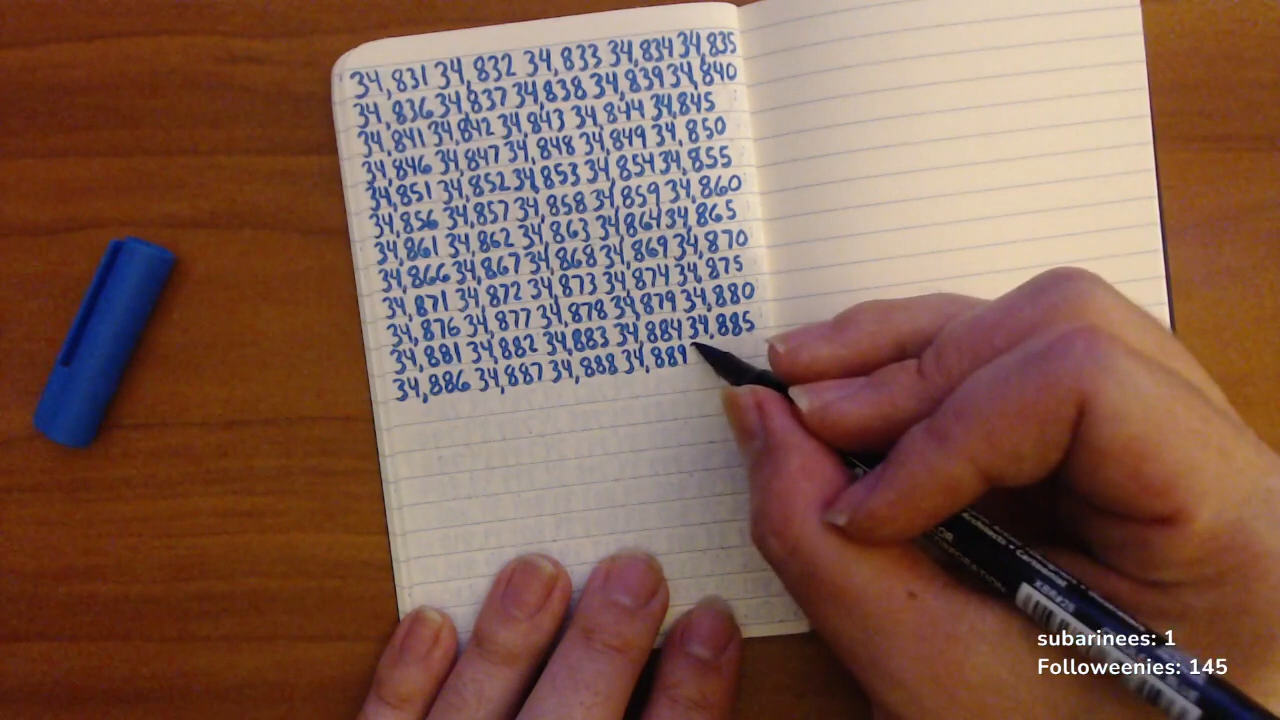 34,831 34,832 34,833 34,834 34,835
34,836 34,837 34,838 34,839 34,840
34,841 34,842 34,843 34,844 34,845
34,846 34,847 34,848 34,849 34,850
34,851 34,852 34,853 34,854 34,855
34,856 34,857 34,858 34,859 34,860
34,861 34,862 34,863 34,864 34,865
34,866 34,867 34,868 34,869 34,870
34,871 34,872 34,873 34,874 34,875
34,876 34,877 34,878 34,879 34,880
34,881 34,882 34,883 34,884 34,885
34,886 34,887 34,888 34,889
subarinees: 1
Followeenies: 145